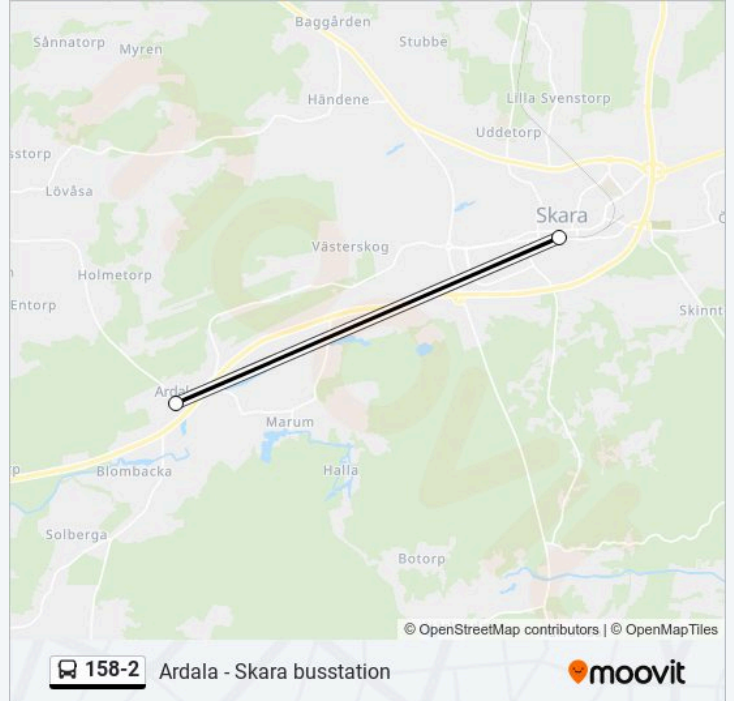 Baggården
Sånnatorp
Myren
Stubbe
Händene
Lilla Svenstorp
Uddetorp
sstorp
Lövåsa
Skara
Västerskog
Holmetorp
Entorp
Skinnt
Ardal
Marum
p
Blombacka
Halla
Solberga
Botorp
© OpenStreetMap contributors | © OpenMapTiles
158-2 Ardala - Skara busstation
moovit